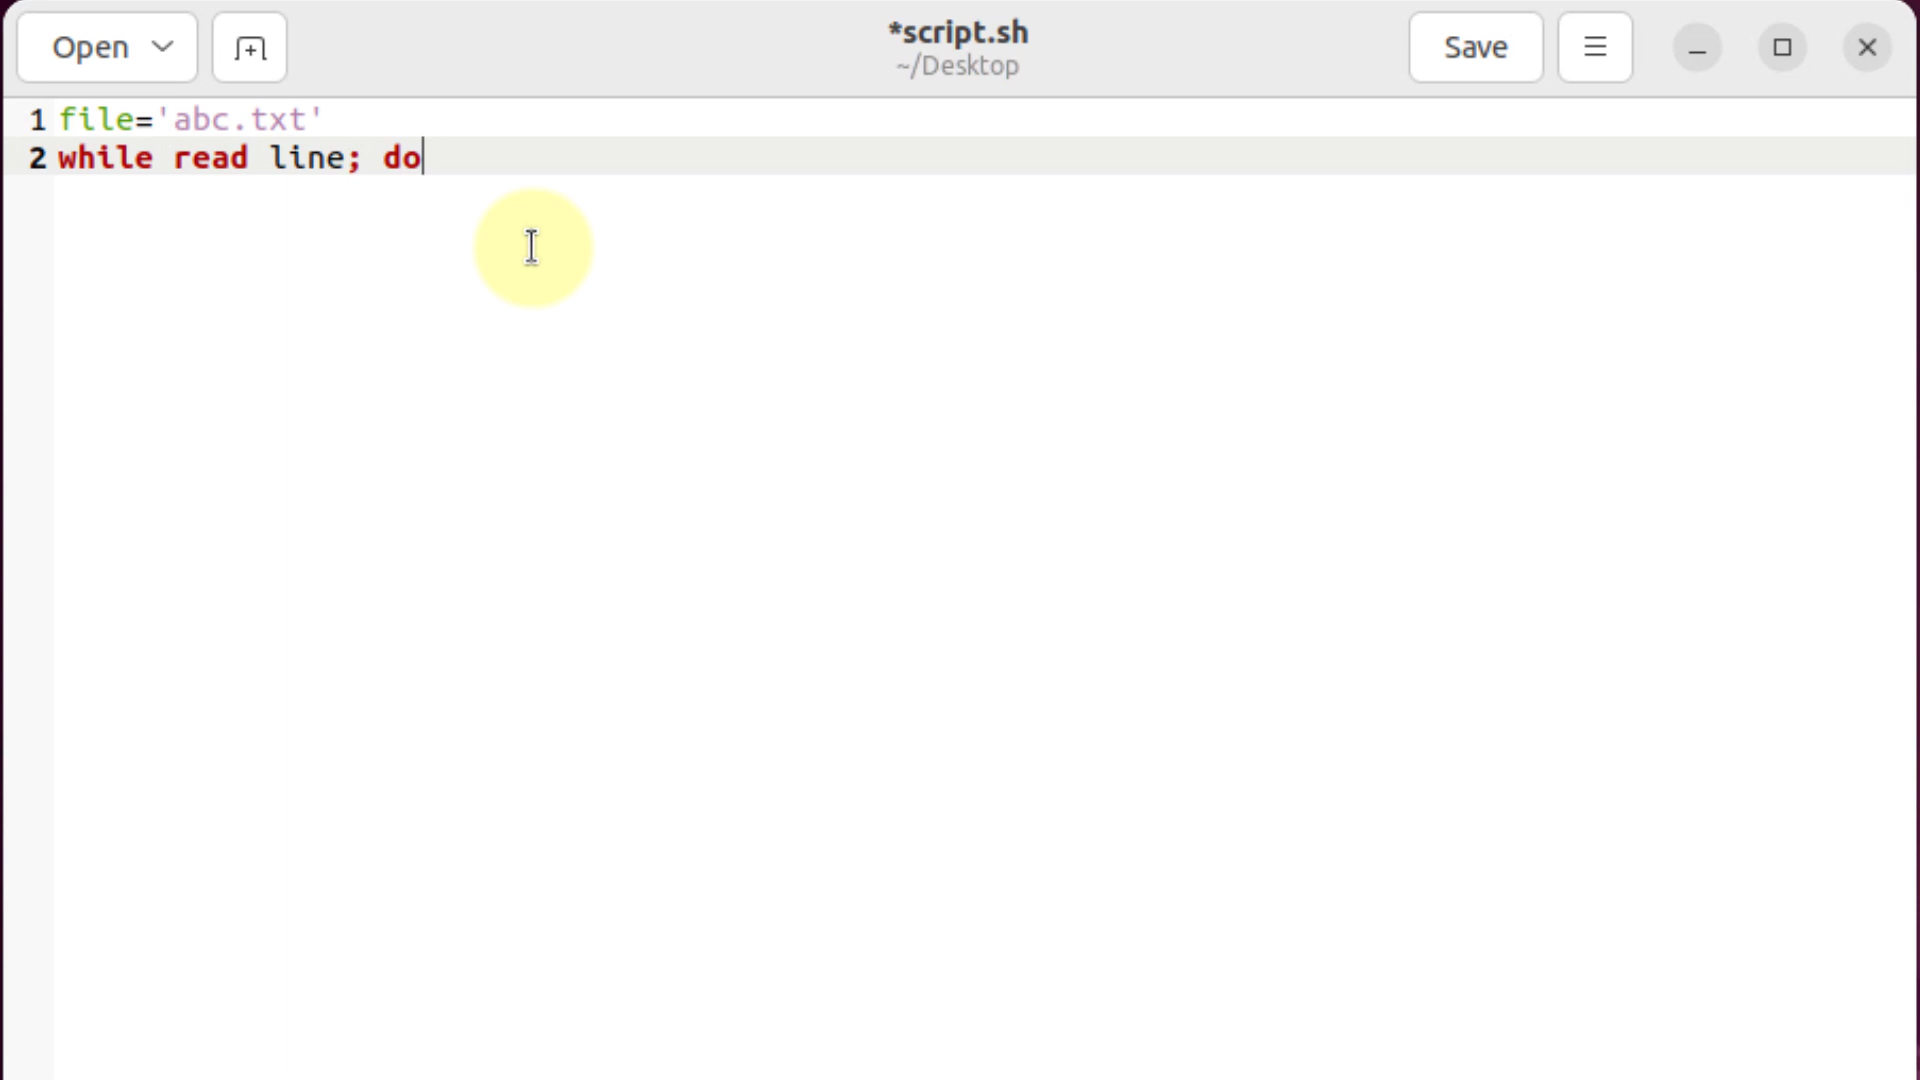 Open
*script.sh
~/Desktop
Save
1 file='abc.txt'
2 while read line; do